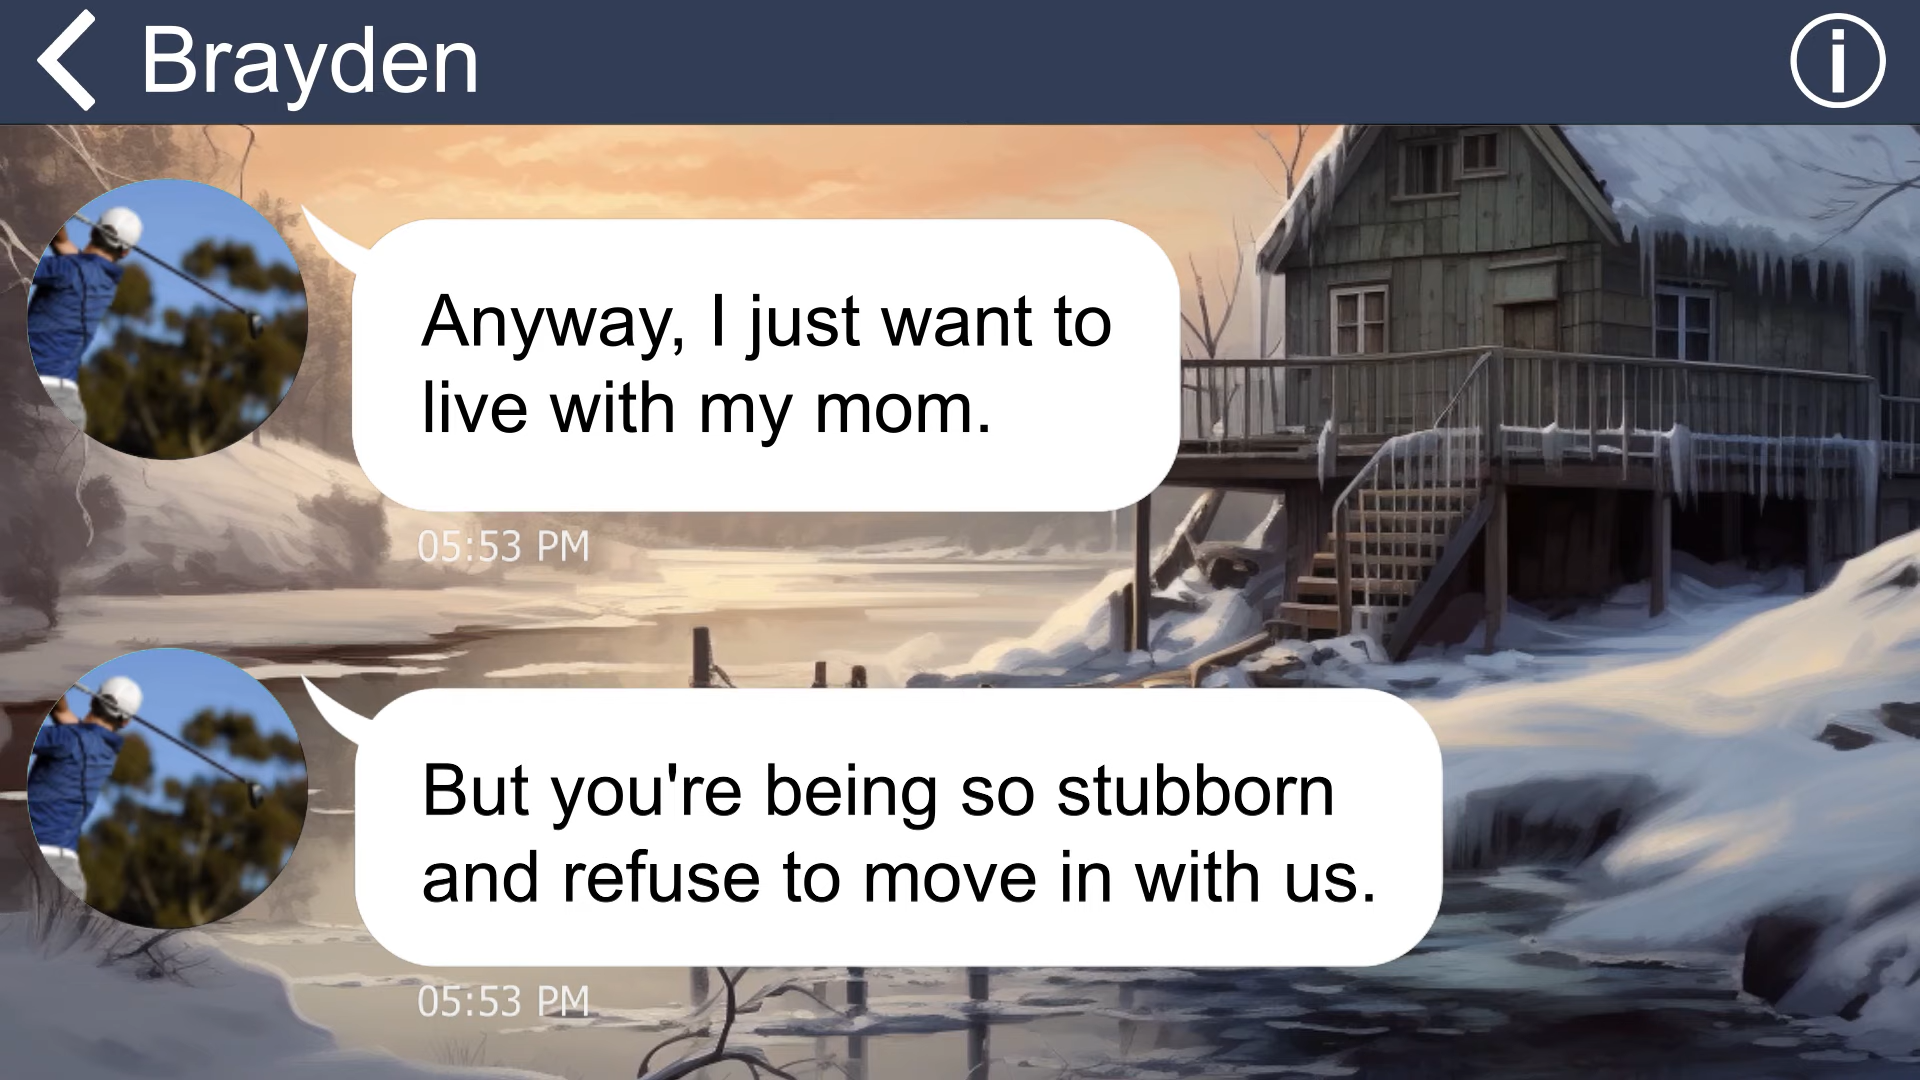 Brayden
Anyway, I just want to
live with my mom.
05:53 PM
But you're being so stubborn
and refuse to move in with us.
05:53 PM